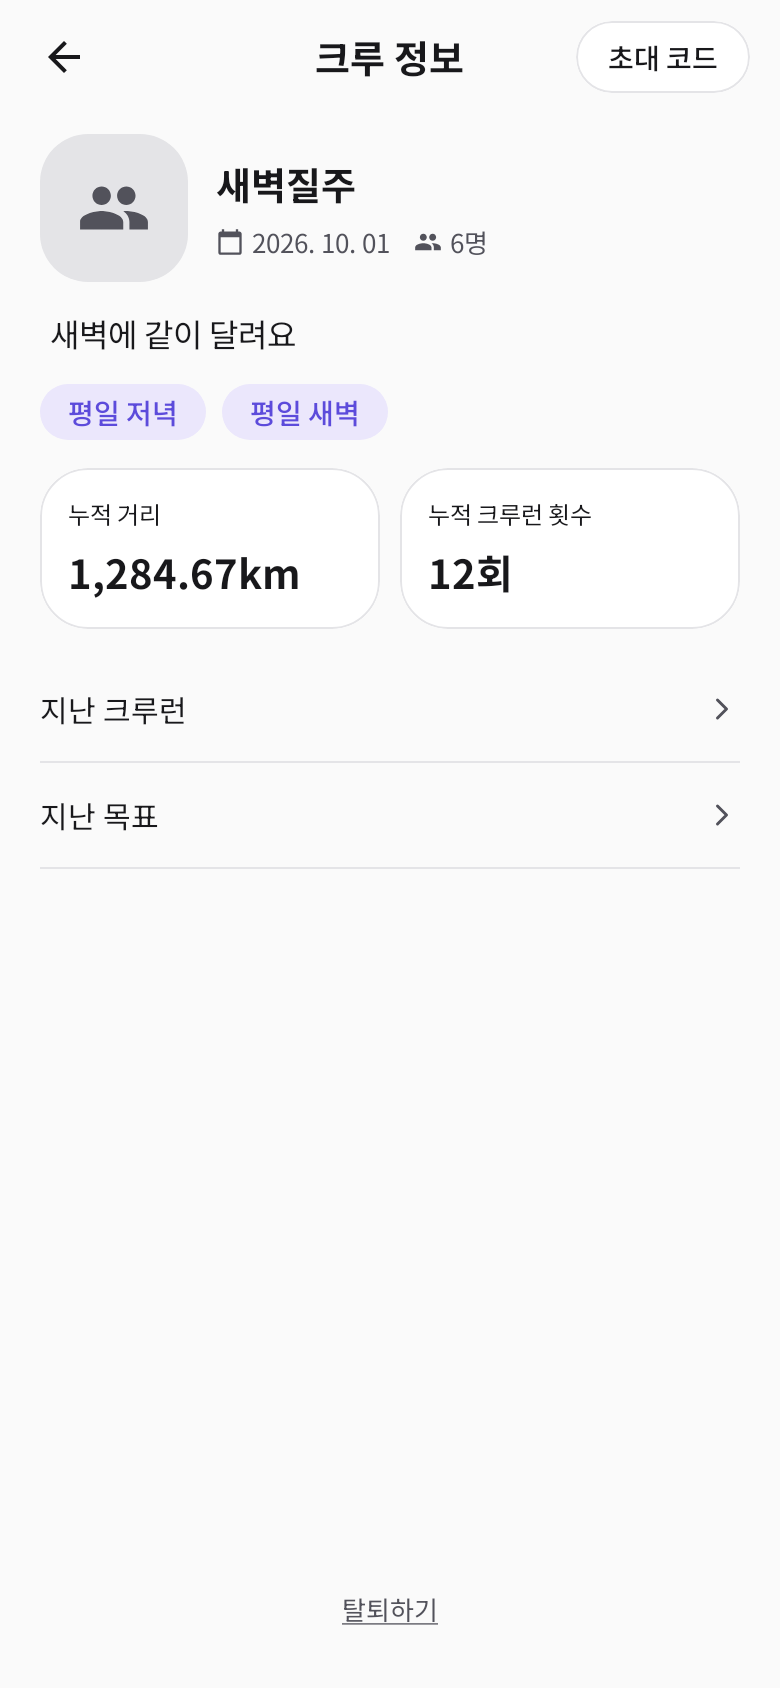 크루 정보
초대 코드
새벽질주
2026. 10. 01 6명
새벽에 같이 달려요
평일 저녁 평일 새벽
누적 거리
1,284.67km
누적 크루런 횟수
12회
지난 크루런
지난 목표
탈퇴하기